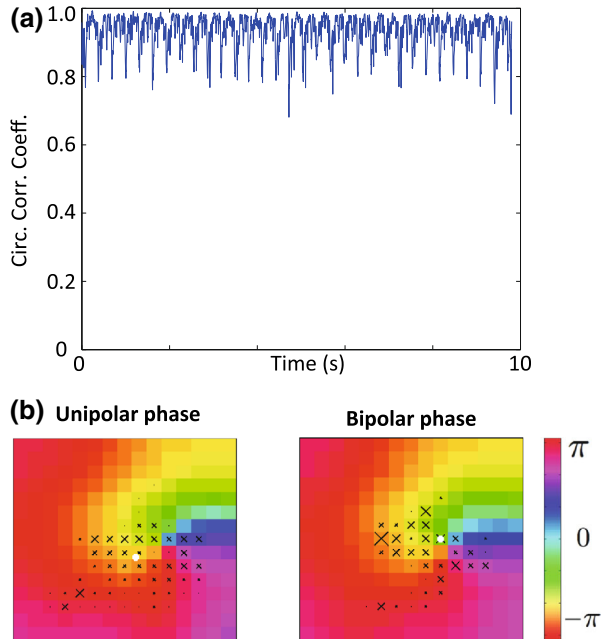 (a)
1.0
0.8
0.6
0.4
0.2
0
Circ. Corr. Coeff.
0 Time (s) 10
(b)
Unipolar phase Bipolar phase
π
0
−π